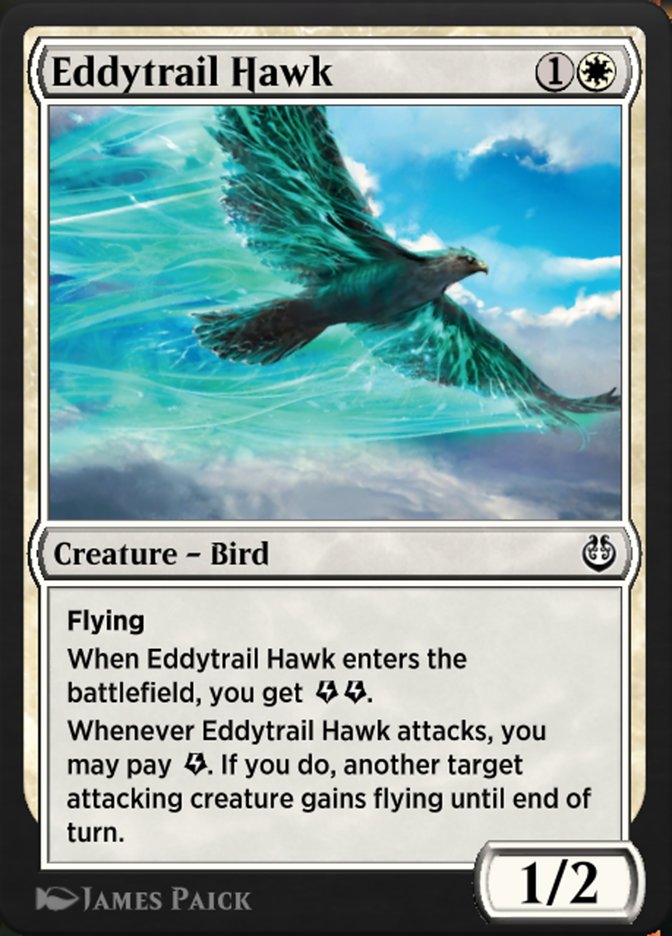 Eddytrail Hawk 1
Creature – Bird
Flying
When Eddytrail Hawk enters the
battlefield, you get .
Whenever Eddytrail Hawk attacks, you
may pay . If you do, another target
attacking creature gains flying until end of
turn.
1/2
James Paick